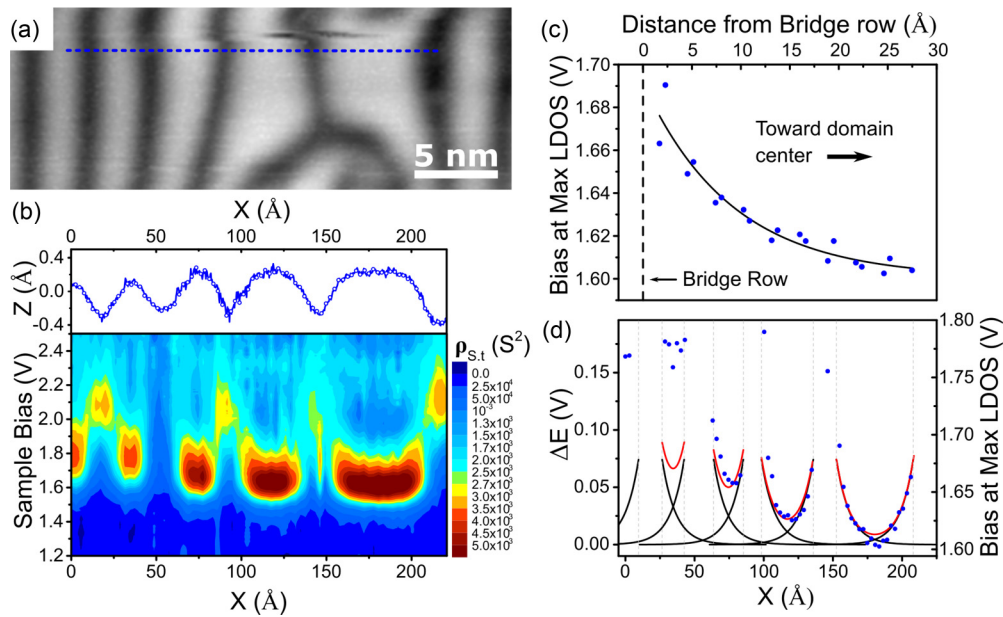 (a)
5 nm
(b)
X (Å)
0 50 100 150 200
Z (Å)
0.4
0.0
-0.4
Sample Bias (V)
2.4
2.2
2.0
1.8
1.6
1.4
1.2
0 50 100 150 200
X (Å)
ρS.t (S²)
0.0
2.5x10⁴
10⁻³
1.5x10³
1.7x10³
2.0x10³
2.5x10³
2.7x10³
3.0x10³
3.5x10³
4.0x10³
4.5x10³
5.0x10³
(c)
Distance from Bridge row (Å)
0 5 10 15 20 25 30
Bias at Max LDOS (V)
1.70
1.68
1.66
1.64
1.62
1.60
Toward domain
center
Bridge Row
(d)
ΔE (V)
0.15
0.10
0.05
0.00
0 50 100 150 200
X (Å)
Bias at Max LDOS (V)
1.80
1.75
1.70
1.65
1.60